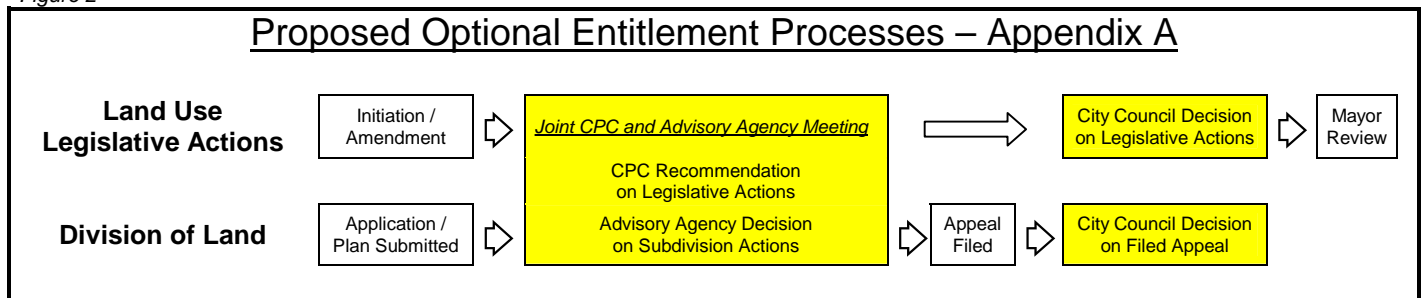 Figure 2
Proposed Optional Entitlement Processes – Appendix A
Land Use
Legislative Actions
Initiation /
Amendment
Joint CPC and Advisory Agency Meeting
CPC Recommendation
on Legislative Actions
City Council Decision
on Legislative Actions
Mayor
Review
Division of Land
Application /
Plan Submitted
Advisory Agency Decision
on Subdivision Actions
Appeal
Filed
City Council Decision
on Filed Appeal